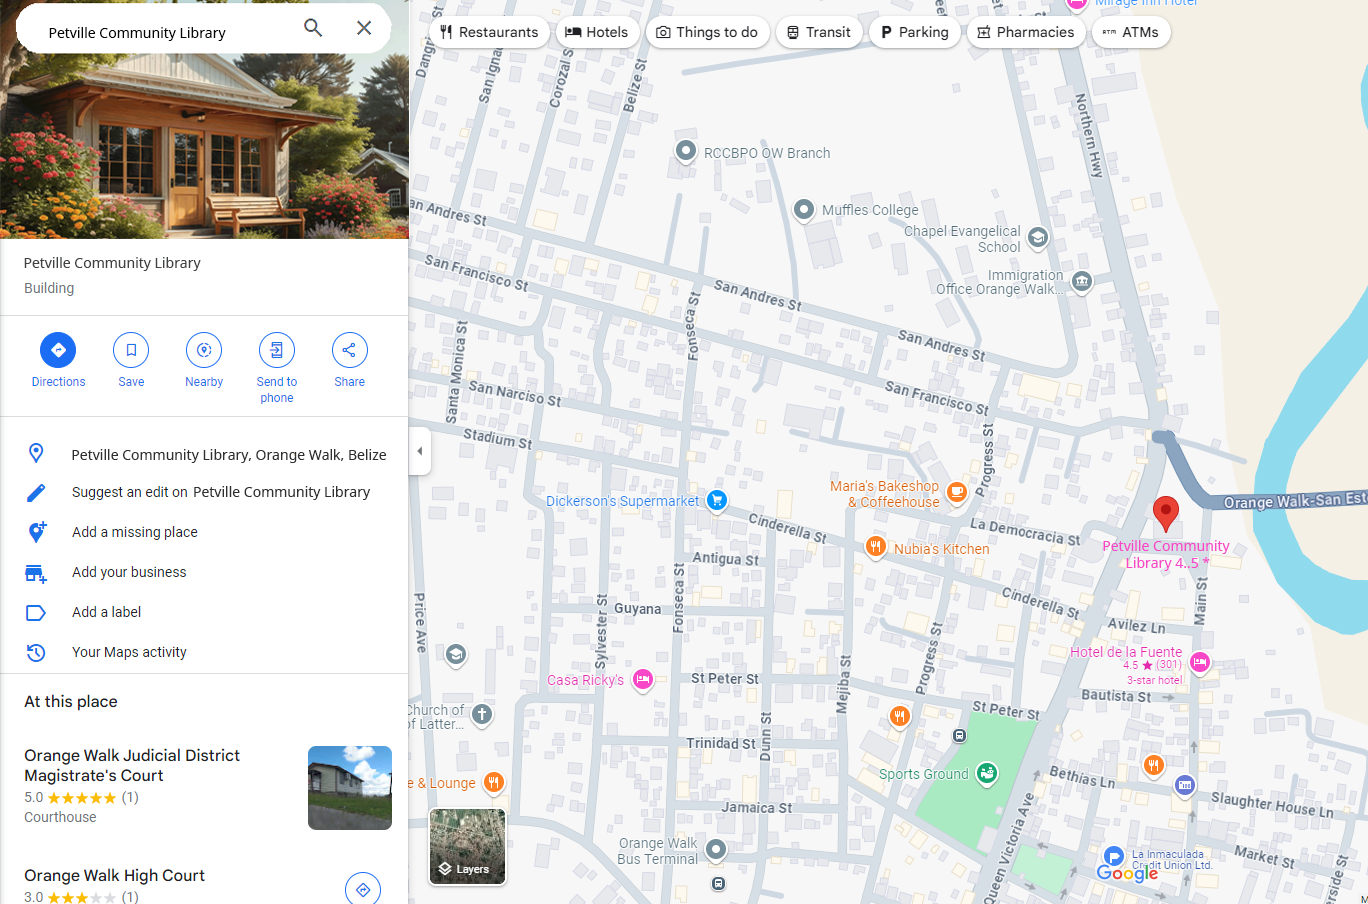 Petville Community Library
Petville Community Library
Building
Directions
Save
Nearby
Send to
phone
Share
Petville Community Library, Orange Walk, Belize
Suggest an edit on Petville Community Library
Add a missing place
Add your business
Add a label
Your Maps activity
At this place
Orange Walk Judicial District
Magistrate's Court
5.0 ★★★★★ (1)
Courthouse
Orange Walk High Court
3.0 ★★★★★ (1)
Restaurants
Hotels
Things to do
Transit
Parking
Pharmacies
ATMs
Mirage Inn Hotel
Dangri
San Ignac
Corozal S
Belize St
Northern Hwy
RCCBPO OW Branch
Muffles College
Chapel Evangelical
School
Immigration
Office Orange Walk...
an Andres St
San Francisco St
San Andres St
San Andres St
Fonseca St
Santa Monica St
San Narciso St
San Francisco St
Stadium St
Progress St
Maria's Bakeshop
& Coffeehouse
Dickerson's Supermarket
Orange Walk-San Est
Cinderella St
La Democracia St
Nubia's Kitchen
Petville Community
Library 4..5 *
Antigua St
Price Ave
Sylvester St
Guyana
Fonseca St
Cinderella St
Main St
Avilez Ln
Progress St
Hotel de la Fuente
4.5 ★ (301)
3-star hotel
Casa Ricky's
St Peter St
Mejiba St
Bautista St
St Peter St
Church of
of Latter...
Dunn St
Trinidad St
Sports Ground
Bethias Ln
e & Lounge
Jamaica St
Slaughter House Ln
Queen Victoria Ave
Orange Walk
Bus Terminal
La Inmaculada
Credit Union Ltd.
Market St
erside St
Layers
Google